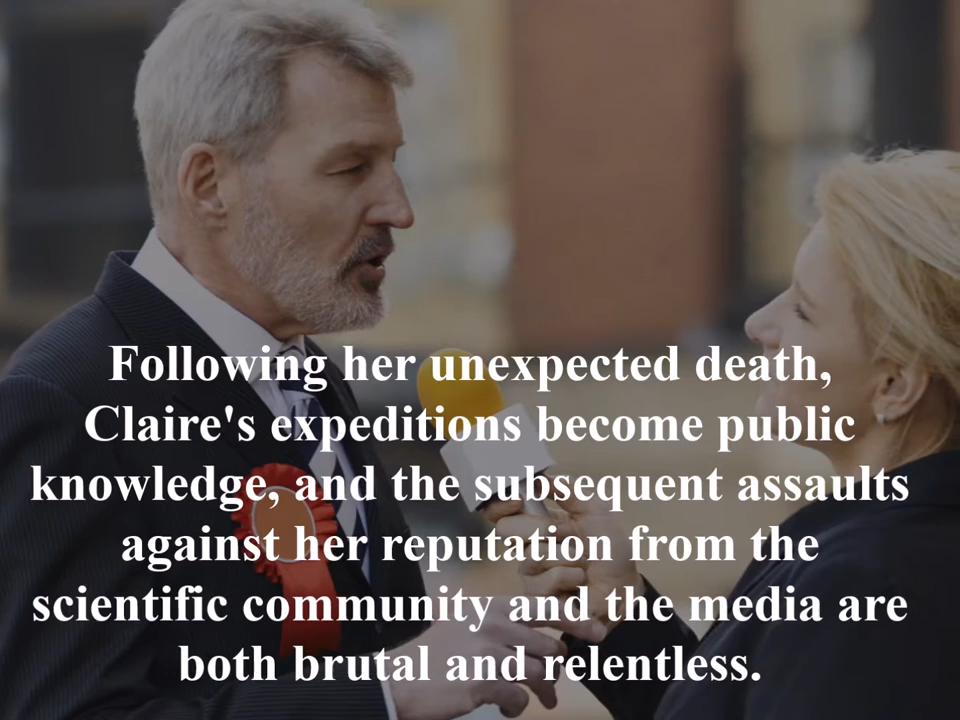 Following her unexpected death,
Claire's expeditions become public
knowledge, and the subsequent assaults
against her reputation from the
scientific community and the media are
both brutal and relentless.